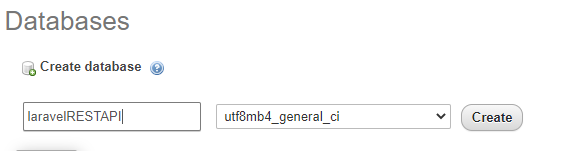 Databases
Create database
laravelRESTAPI utf8mb4_general_ci Create